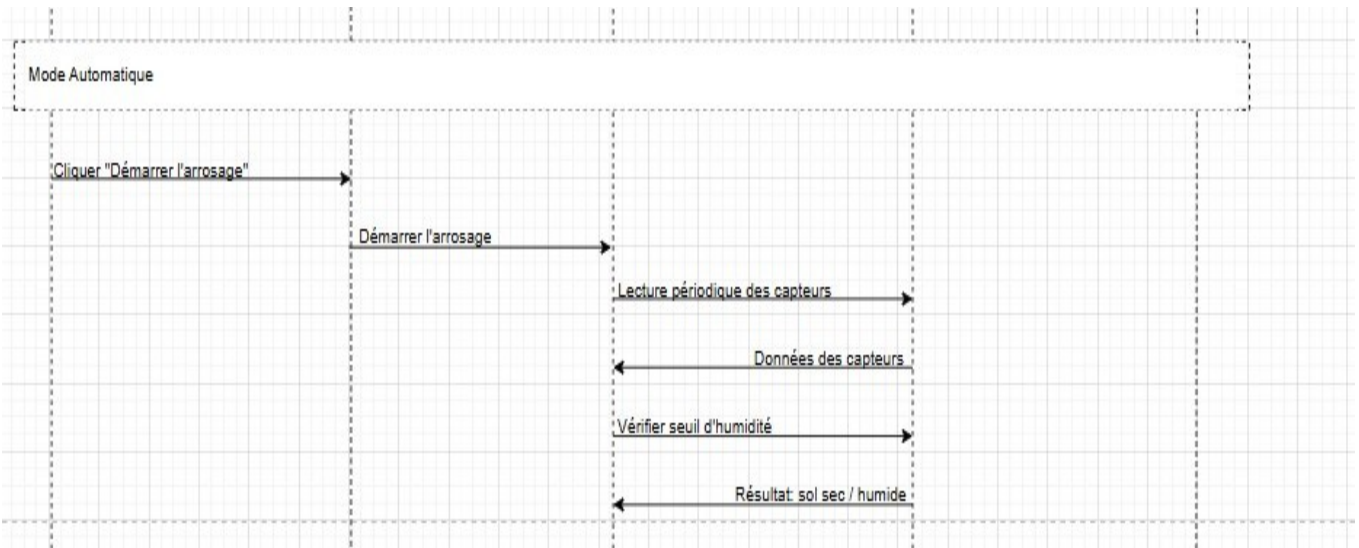 Mode Automatique
Cliquer "Démarrer l'arrosage"
Démarrer l'arrosage
Lecture périodique des capteurs
Données des capteurs
Vérifier seuil d'humidité
Résultat: sol sec / humide